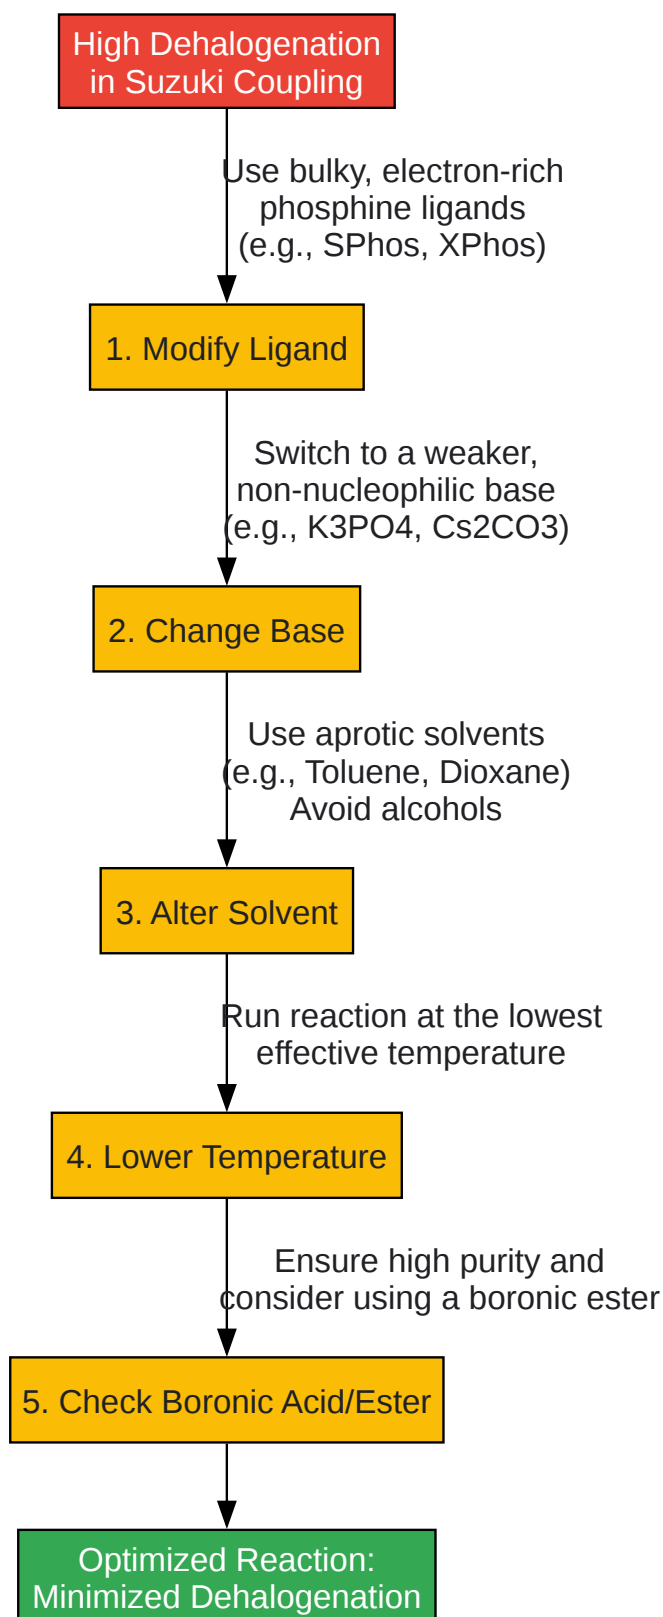 High Dehalogenation
in Suzuki Coupling
Use bulky, electron-rich
phosphine ligands
(e.g., SPhos, XPhos)
1. Modify Ligand
Switch to a weaker,
non-nucleophilic base
(e.g., K3PO4, Cs2CO3)
2. Change Base
Use aprotic solvents
(e.g., Toluene, Dioxane)
Avoid alcohols
3. Alter Solvent
Run reaction at the lowest
effective temperature
4. Lower Temperature
Ensure high purity and
consider using a boronic ester
5. Check Boronic Acid/Ester
Optimized Reaction:
Minimized Dehalogenation